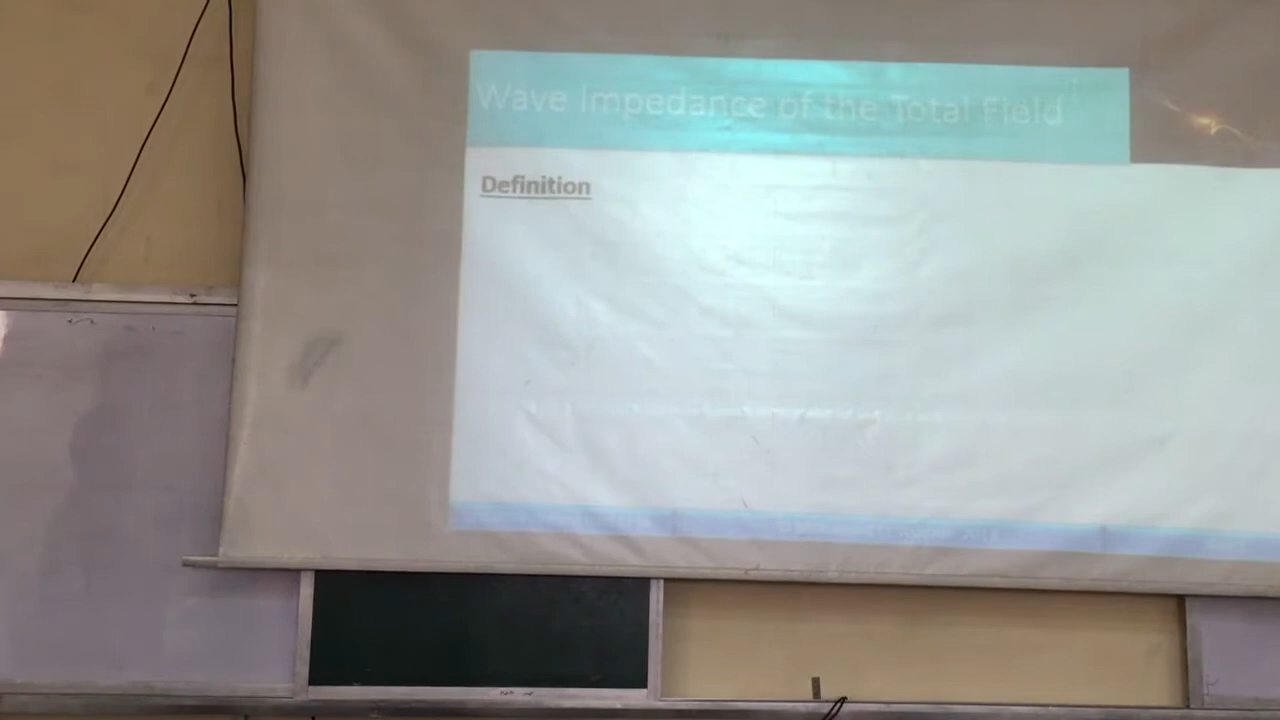 Wave Impedance of the Total Field
Definition